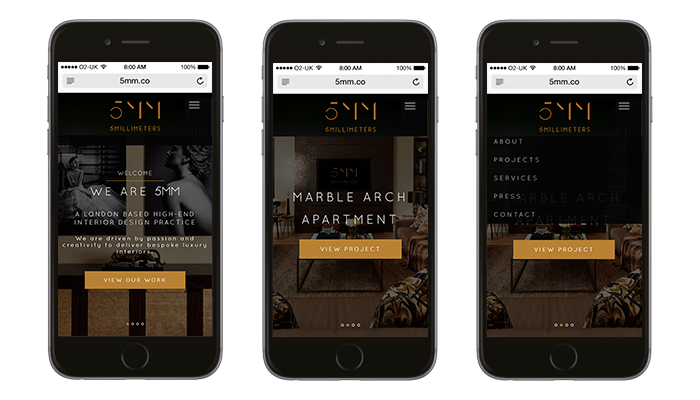 O2-UK 8:00 AM 100%
5mm.co
5MM
5MILLIMETERS
WELCOME
WE ARE 5MM
A LONDON BASED HIGH-END
INTERIOR DESIGN PRACTICE
We are driven by passion and
creativity to deliver bespoke luxury
interiors.
VIEW OUR WORK
O2-UK 8:00 AM 100%
5mm.co
5MM
5MILLIMETERS
MARBLE ARCH
APARTMENT
VIEW PROJECT
O2-UK 8:00 AM 100%
5mm.co
5MM
5MILLIMETERS
ABOUT
PROJECTS
SERVICES
PRESS
MARBLE ARCH
CONTACT
APARTMENT
VIEW PROJECT